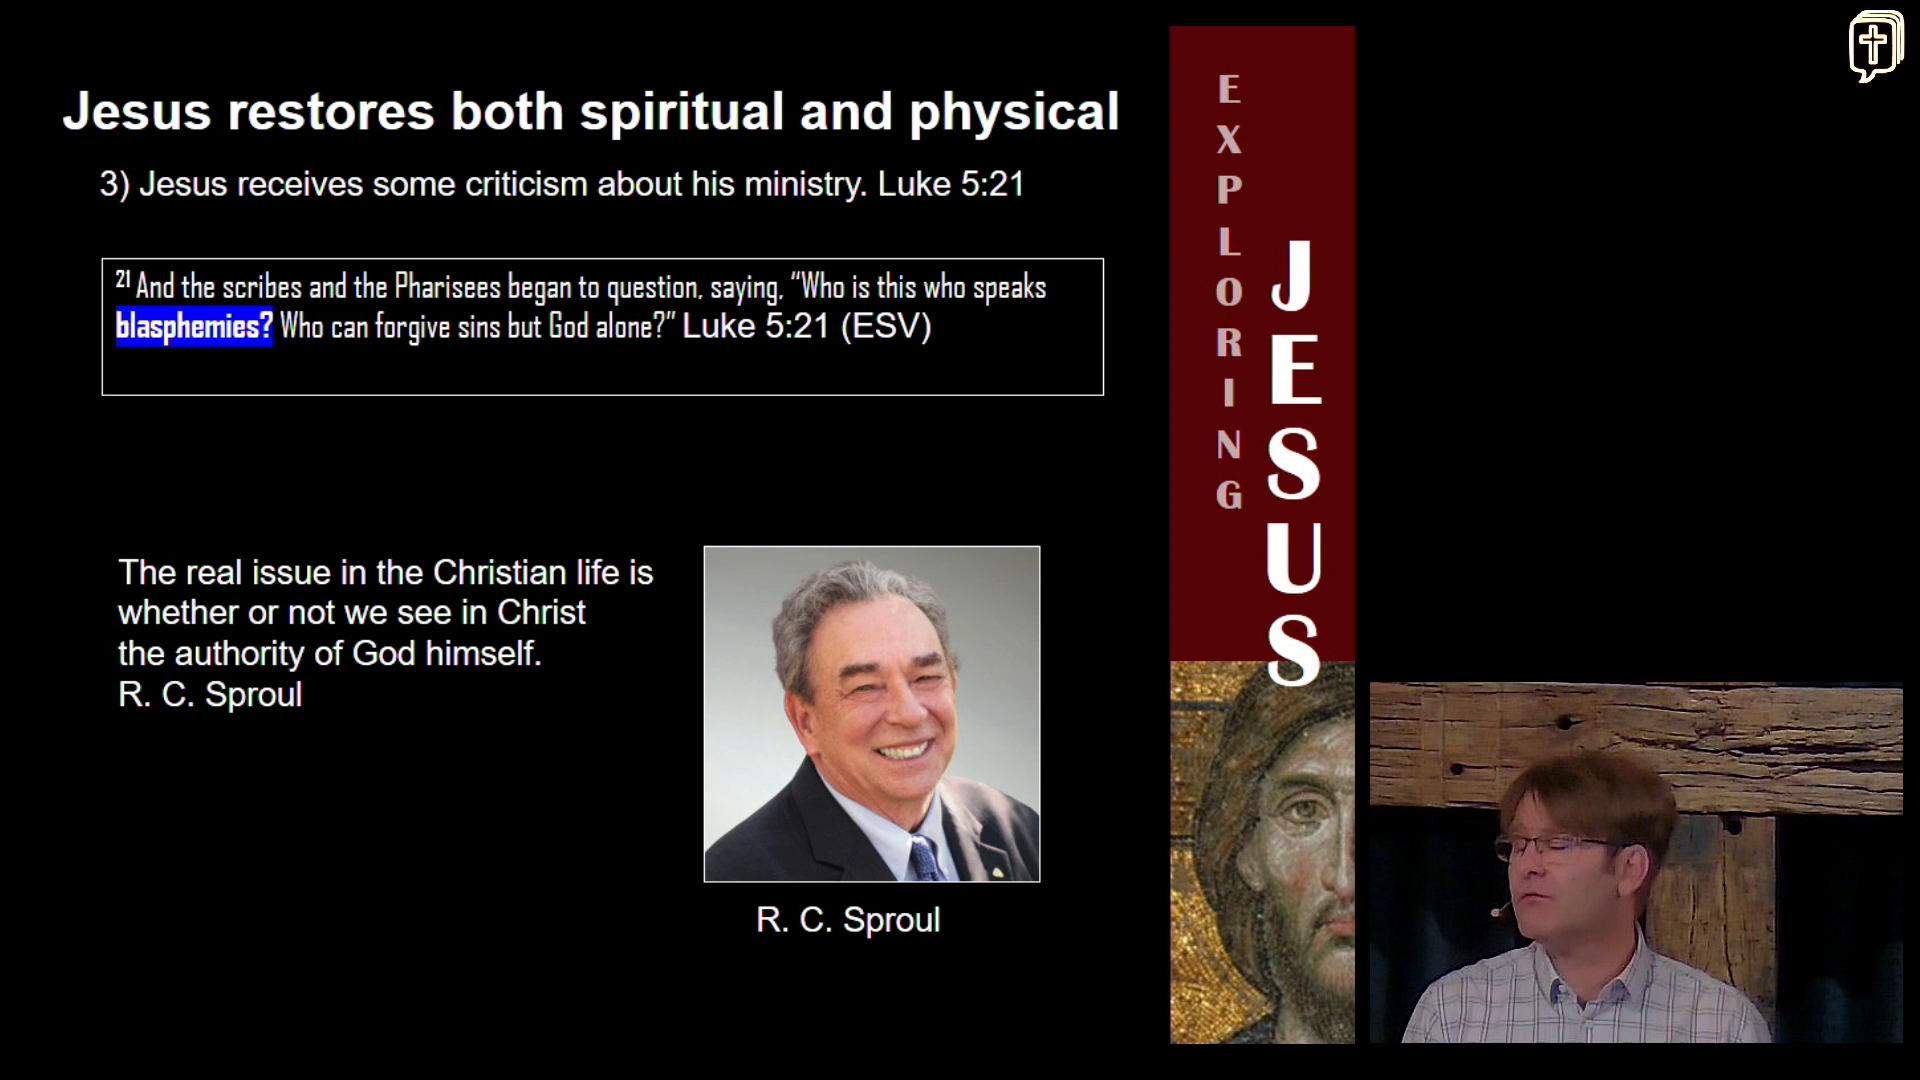 Jesus restores both spiritual and physical
3) Jesus receives some criticism about his ministry. Luke 5:21
21 And the scribes and the Pharisees began to question, saying, “Who is this who speaks
blasphemies? Who can forgive sins but God alone?” Luke 5:21 (ESV)
The real issue in the Christian life is
whether or not we see in Christ
the authority of God himself.
R. C. Sproul
R. C. Sproul
EXPLORING
JESUS